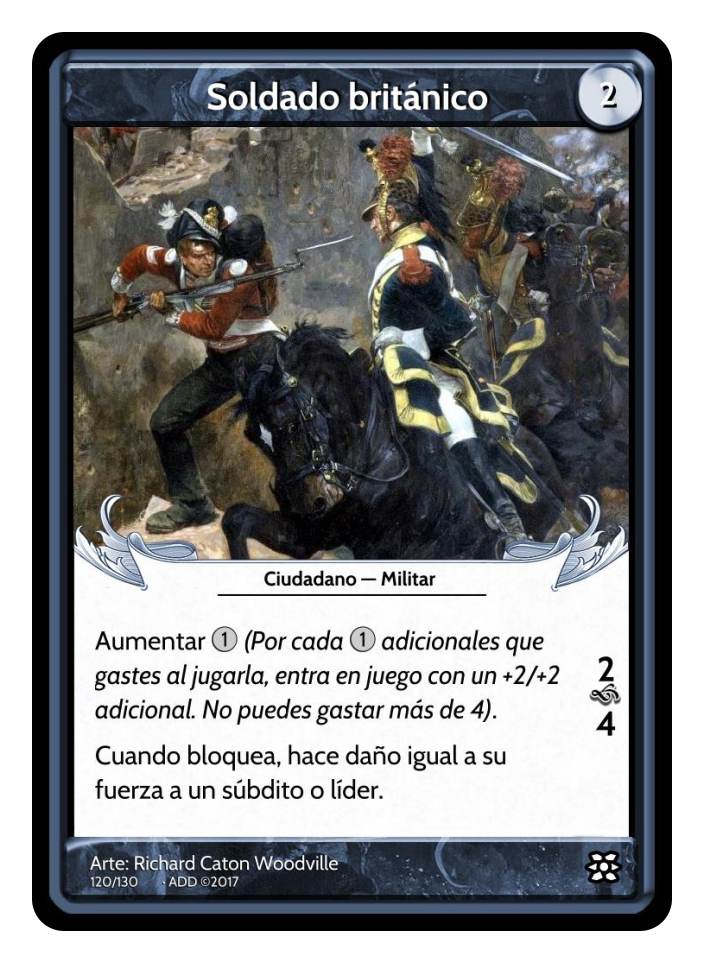 Soldado británico
2
Ciudadano — Militar
Aumentar ① (Por cada ① adicionales que
gastes al jugarla, entra en juego con un +2/+2
adicional. No puedes gastar más de 4).
Cuando bloquea, hace daño igual a su
fuerza a un súbdito o líder.
2
4
Arte: Richard Caton Woodville
120/130 · ADD ©2017